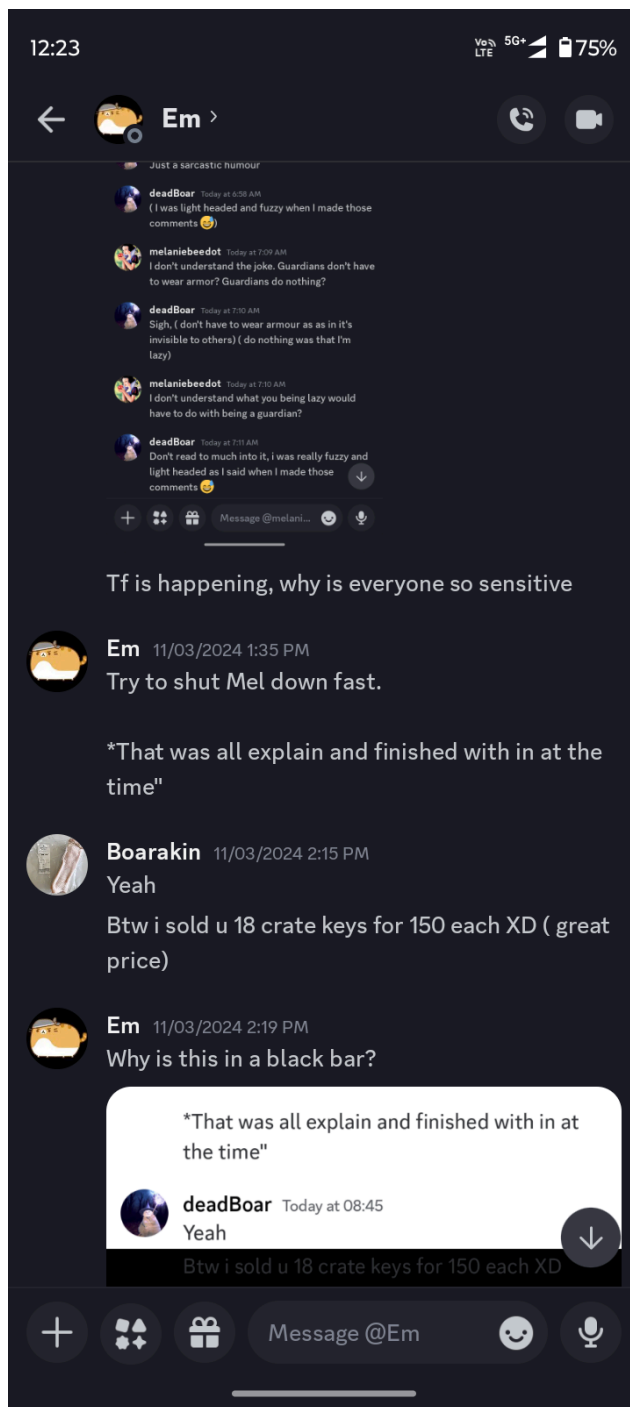 12:23
Vo LTE 5G+ 75%
Em
Just a sarcastic humour
deadBoar Today at 6:58 AM
( I was light headed and fuzzy when I made those
comments 😅)
melaniebeedot Today at 7:09 AM
I don't understand the joke. Guardians don't have
to wear armor? Guardians do nothing?
deadBoar Today at 7:10 AM
Sigh, ( don't have to wear armour as as in it's
invisible to others) ( do nothing was that I'm
lazy)
melaniebeedot Today at 7:10 AM
I don't understand what you being lazy would
have to do with being a guardian?
deadBoar Today at 7:11 AM
Don't read to much into it, i was really fuzzy and
light headed as I said when I made those
comments 😅
Message @melani...
Tf is happening, why is everyone so sensitive
Em 11/03/2024 1:35 PM
Try to shut Mel down fast.
*That was all explain and finished with in at the
time"
Boarakin 11/03/2024 2:15 PM
Yeah
Btw i sold u 18 crate keys for 150 each XD ( great
price)
Em 11/03/2024 2:19 PM
Why is this in a black bar?
*That was all explain and finished with in at
the time"
deadBoar Today at 08:45
Yeah
Btw i sold u 18 crate keys for 150 each XD
Message @Em